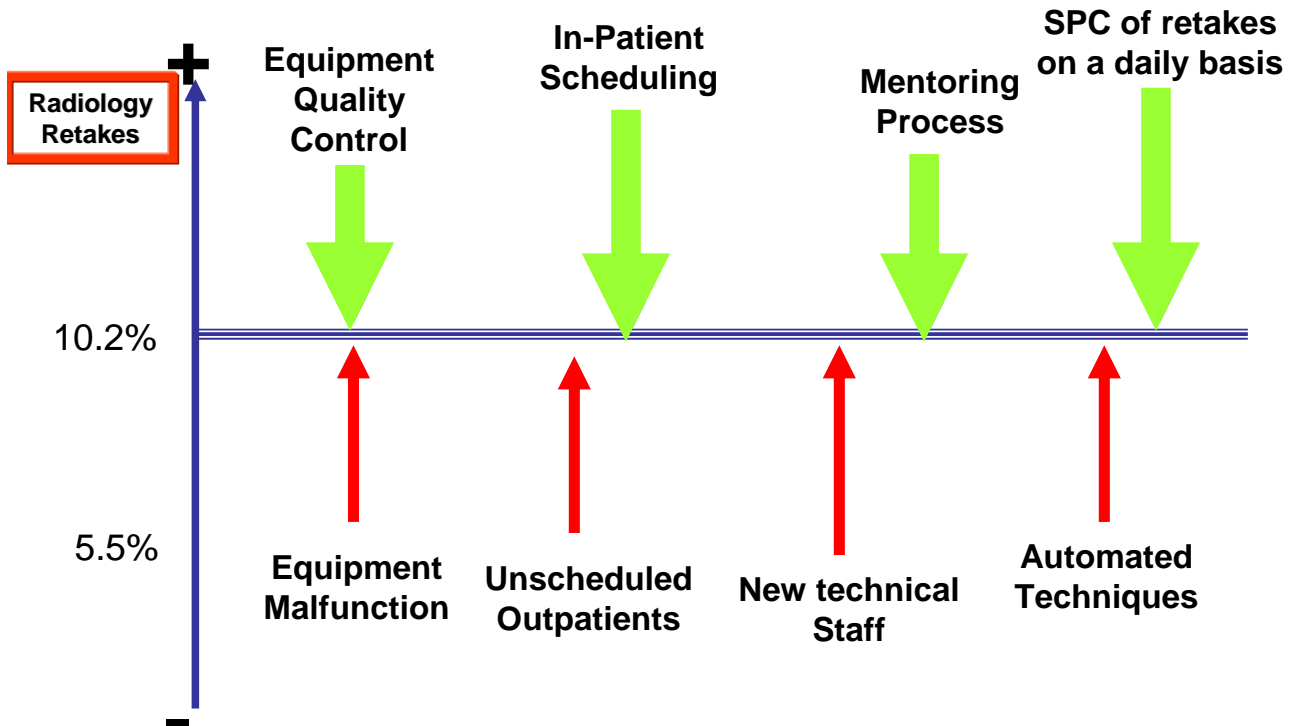 +
Radiology
Retakes
Equipment
Quality
Control
In-Patient
Scheduling
Mentoring
Process
SPC of retakes
on a daily basis
10.2%
5.5%
Equipment
Malfunction
Unscheduled
Outpatients
New technical
Staff
Automated
Techniques
-